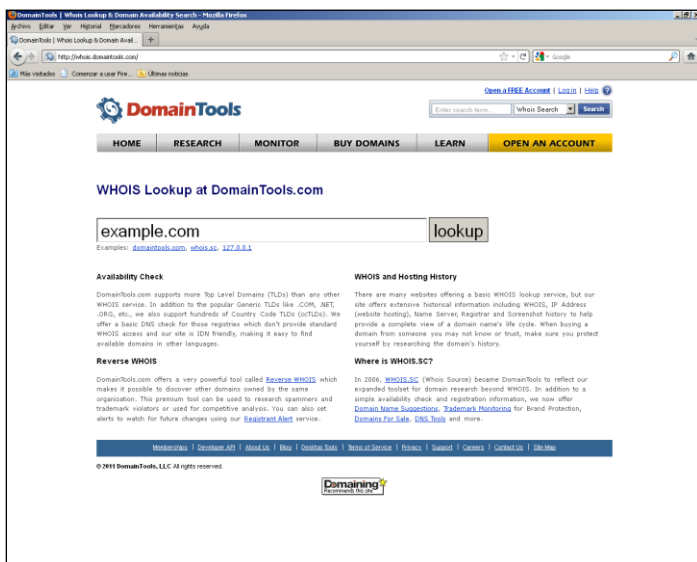 DomainTools | Whois Lookup & Domain Availability Search - Mozilla Firefox
Archivo Editar Ver Historial Marcadores Herramientas Ayuda
DomainTools | Whois Lookup & Domain Avail...
http://whois.domaintools.com/
Google
Más visitados Comenzar a usar Fire... Últimas noticias
Open a FREE Account | Log in | Help
DomainTools
Enter search term... Whois Search Search
HOME RESEARCH MONITOR BUY DOMAINS LEARN OPEN AN ACCOUNT
WHOIS Lookup at DomainTools.com
example.com lookup
Examples: domaintools.com, whois.sc, 127.0.0.1
Availability Check
DomainTools.com supports more Top Level Domains (TLDs) than any other
WHOIS service. In addition to the popular Generic TLDs like .COM, .NET,
.ORG, etc., we also support hundreds of Country Code TLDs (ccTLDs). We
offer a basic DNS check for those registries which don't provide standard
WHOIS access and our site is IDN friendly, making it easy to find
available domains in other languages.
WHOIS and Hosting History
There are many websites offering a basic WHOIS lookup service, but our
site offers extensive historical information including WHOIS, IP Address
(website hosting), Name Server, Registrar and Screenshot history to help
provide a complete view of a domain name's life cycle. When buying a
domain from someone you may not know or trust, make sure you protect
yourself by researching the domain's history.
Reverse WHOIS
DomainTools.com offers a very powerful tool called Reverse WHOIS which
makes it possible to discover other domains owned by the same
organization. This premium tool can be used to research spammers and
trademark violators or used for competitive analysis. You can also set
alerts to watch for future changes using our Registrant Alert service.
Where is WHOIS.SC?
In 2006, WHOIS.SC (Whois Source) became DomainTools to reflect our
expanded toolset for domain research beyond WHOIS. In addition to a
simple availability check and registration information, we now offer
Domain Name Suggestions, Trademark Monitoring for Brand Protection,
Domains For Sale, DNS Tools and more.
Memberships | Developer API | About Us | Blog | Desktop Tools | Terms of Service | Privacy | Support | Careers | Contact Us | Site Map
© 2011 DomainTools, LLC All rights reserved.
Domaining
Recommends this site